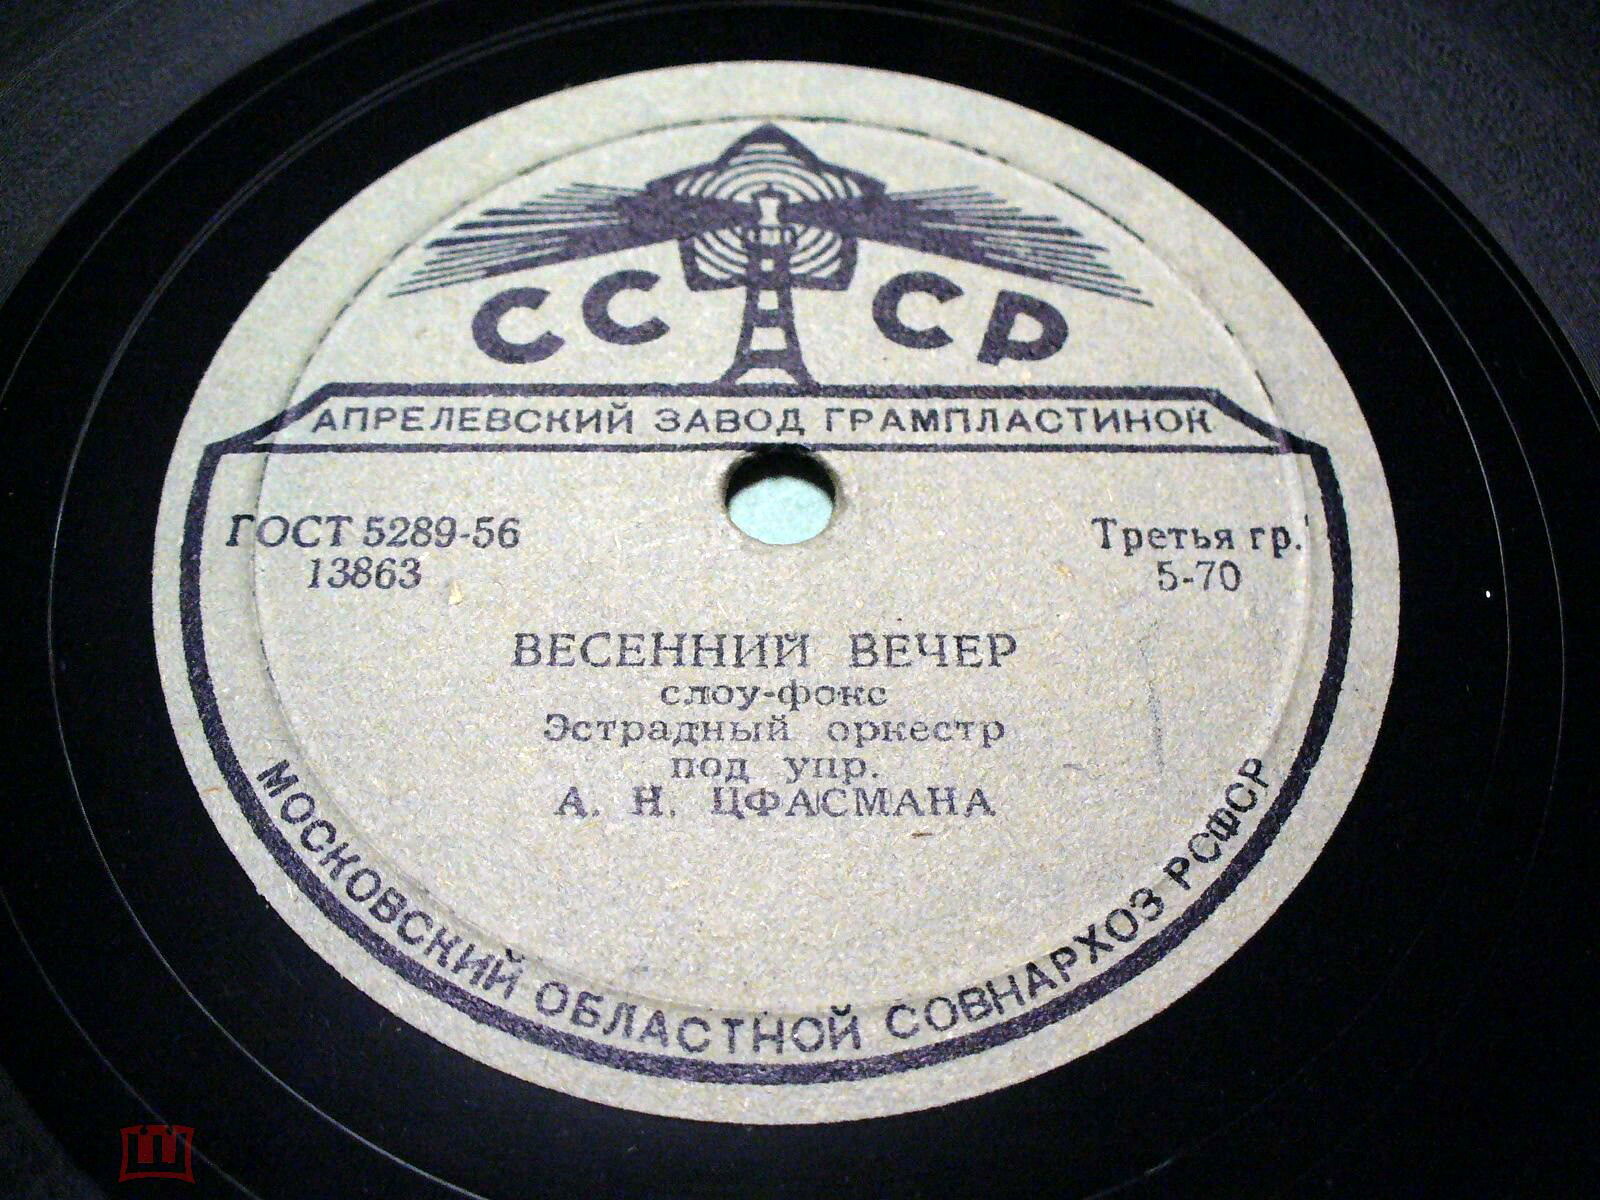 СССР
АПРЕЛЕВСКИЙ ЗАВОД ГРАМПЛАСТИНОК
ГОСТ 5289-56
13863
Третья гр.
5-70
ВЕСЕННИЙ ВЕЧЕР
слоу-фокс
Эстрадный оркестр
под упр.
А. Н. ЦФАСМАНА
МОСКОВСКИЙ ОБЛАСТНОЙ СОВНАРХОЗ РСФСР